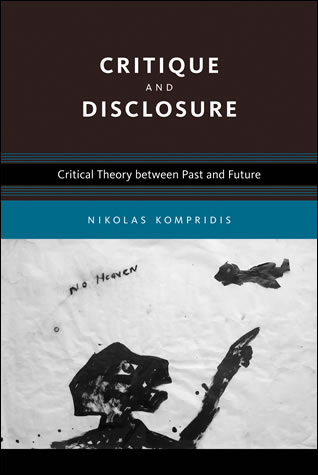 CRITIQUE
AND
DISCLOSURE
Critical Theory between Past and Future
NIKOLAS KOMPRIDIS
No Heaven